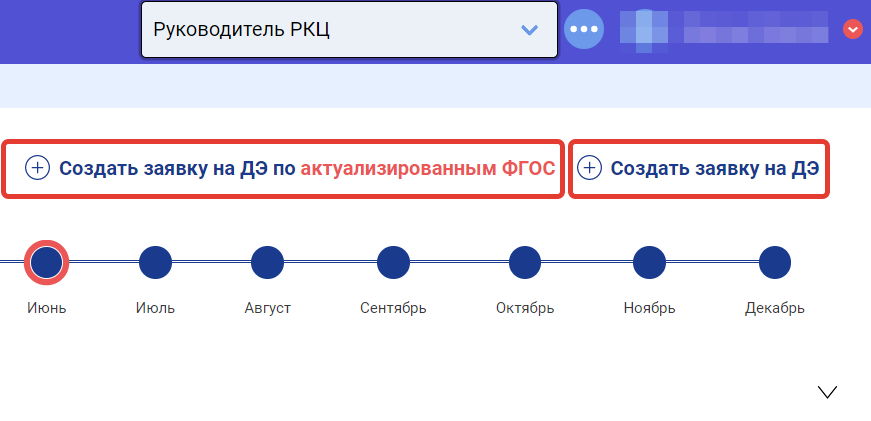 Руководитель РКЦ
Создать заявку на ДЭ по актуализированным ФГОС
Создать заявку на ДЭ
Июнь Июль Август Сентябрь Октябрь Ноябрь Декабрь